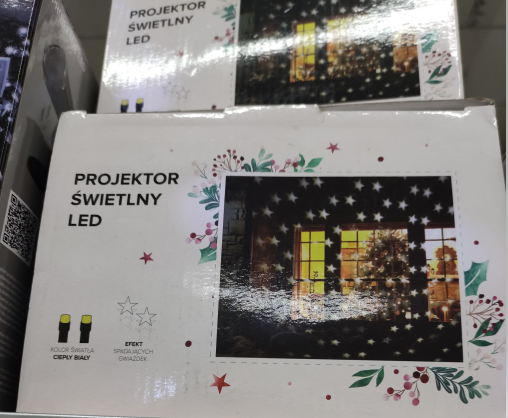 PROJEKTOR
ŚWIETLNY
LED
PROJEKTOR
ŚWIETLNY
LED
KOLOR ŚWIATŁA
CIEPŁY BIAŁY
EFEKT
SPADAJĄCYCH
GWIAZDEK